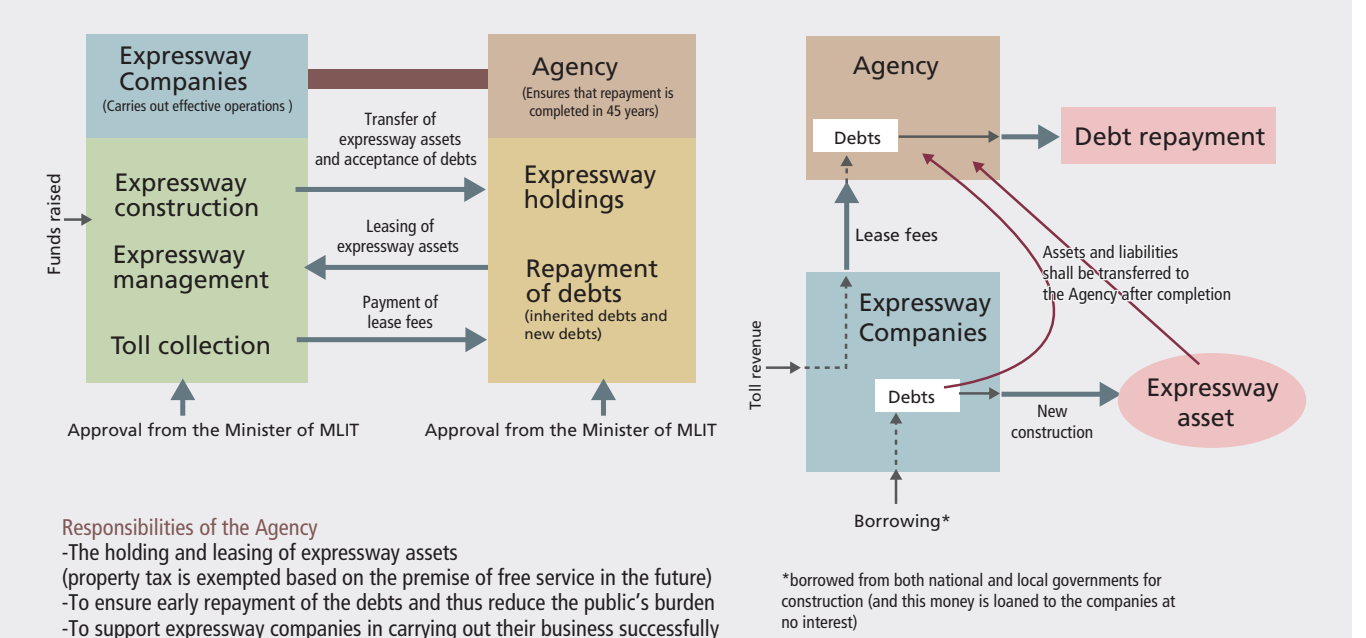 Expressway
Companies
(Carries out effective operations )
Agency
(Ensures that repayment is
completed in 45 years)
Transfer of
expressway assets
and acceptance of debts
Funds raised
Expressway
construction
Expressway
holdings
Leasing of
expressway assets
Expressway
management
Repayment
of debts
(inherited debts and
new debts)
Payment of
lease fees
Toll collection
Approval from the Minister of MLIT
Approval from the Minister of MLIT
Responsibilities of the Agency
-The holding and leasing of expressway assets
(property tax is exempted based on the premise of free service in the future)
-To ensure early repayment of the debts and thus reduce the public’s burden
-To support expressway companies in carrying out their business successfully
Agency
Debts
Debt repayment
Lease fees
Assets and liabilities
shall be transferred to
the Agency after completion
Expressway
Companies
Toll revenue
Debts
New
construction
Expressway
asset
Borrowing*
*borrowed from both national and local governments for
construction (and this money is loaned to the companies at
no interest)